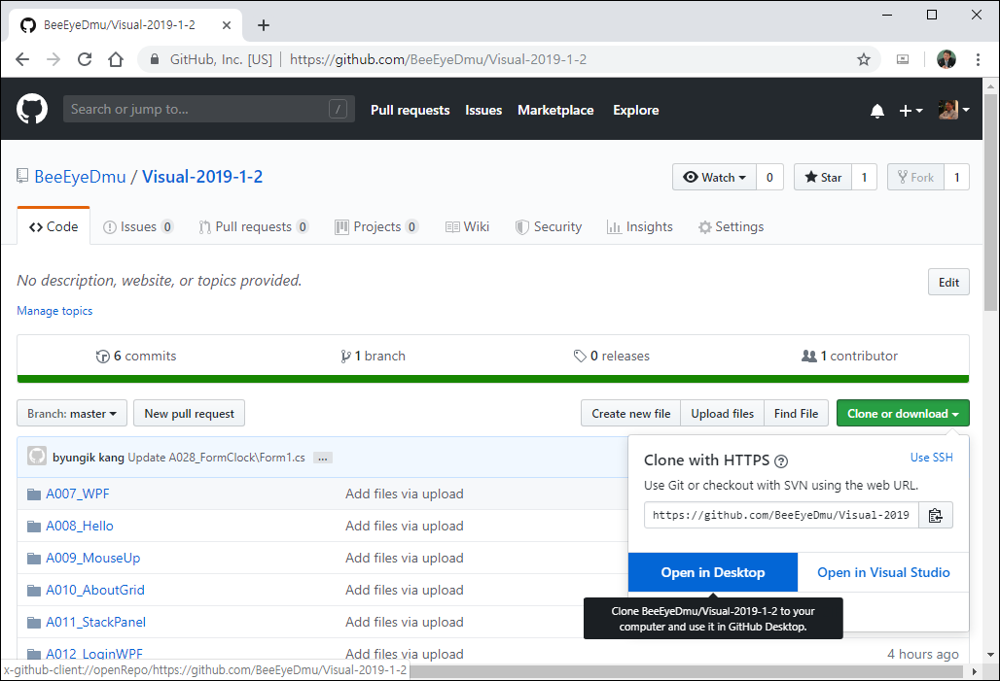 BeeEyeDmu/Visual-2019-1-2
GitHub, Inc. [US] | https://github.com/BeeEyeDmu/Visual-2019-1-2
Search or jump to... / Pull requests Issues Marketplace Explore
BeeEyeDmu / Visual-2019-1-2
Watch 0 Star 1 Fork 1
Code Issues 0 Pull requests 0 Projects 0 Wiki Security Insights Settings
No description, website, or topics provided.
Edit
Manage topics
6 commits 1 branch 0 releases 1 contributor
Branch: master New pull request Create new file Upload files Find File Clone or download
byungik kang Update A028_FormClock\Form1.cs ...
Clone with HTTPS ? Use SSH
Use Git or checkout with SVN using the web URL.
https://github.com/BeeEyeDmu/Visual-2019
Open in Desktop Open in Visual Studio
Clone BeeEyeDmu/Visual-2019-1-2 to your
computer and use it in GitHub Desktop.
A007_WPF Add files via upload
A008_Hello Add files via upload
A009_MouseUp Add files via upload
A010_AboutGrid Add files via upload
A011_StackPanel Add files via upload
A012_LoginWPF Add files via upload 4 hours ago
x-github-client://openRepo/https://github.com/BeeEyeDmu/Visual-2019-1-2